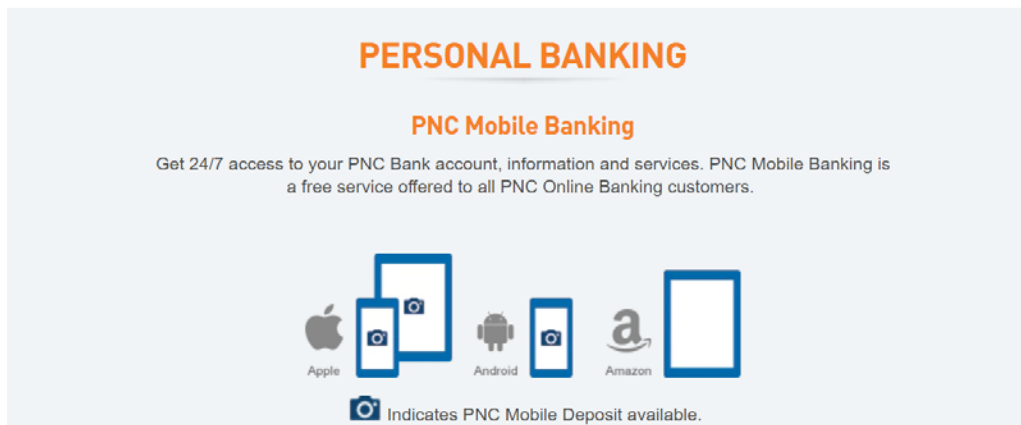 PERSONAL BANKING
PNC Mobile Banking
Get 24/7 access to your PNC Bank account, information and services. PNC Mobile Banking is
a free service offered to all PNC Online Banking customers.
a
Apple
Android
Amazon
Indicates PNC Mobile Deposit available.